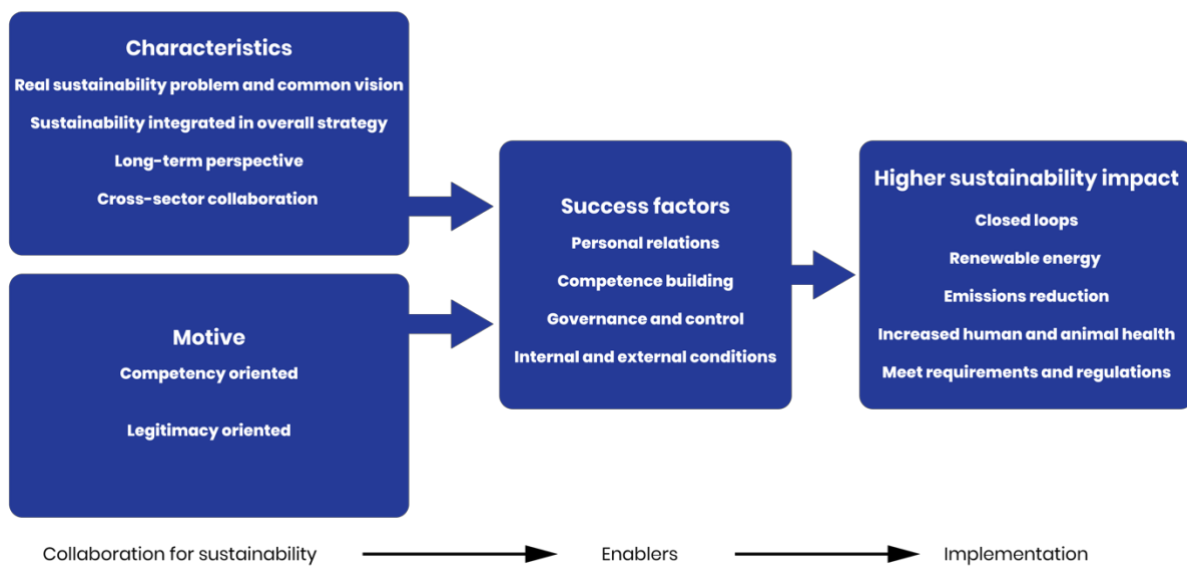 Characteristics
Real sustainability problem and common vision
Sustainability integrated in overall strategy
Long-term perspective
Cross-sector collaboration
Motive
Competency oriented
Legitimacy oriented
Success factors
Personal relations
Competence building
Governance and control
Internal and external conditions
Higher sustainability impact
Closed loops
Renewable energy
Emissions reduction
Increased human and animal health
Meet requirements and regulations
Collaboration for sustainability
Enablers
Implementation